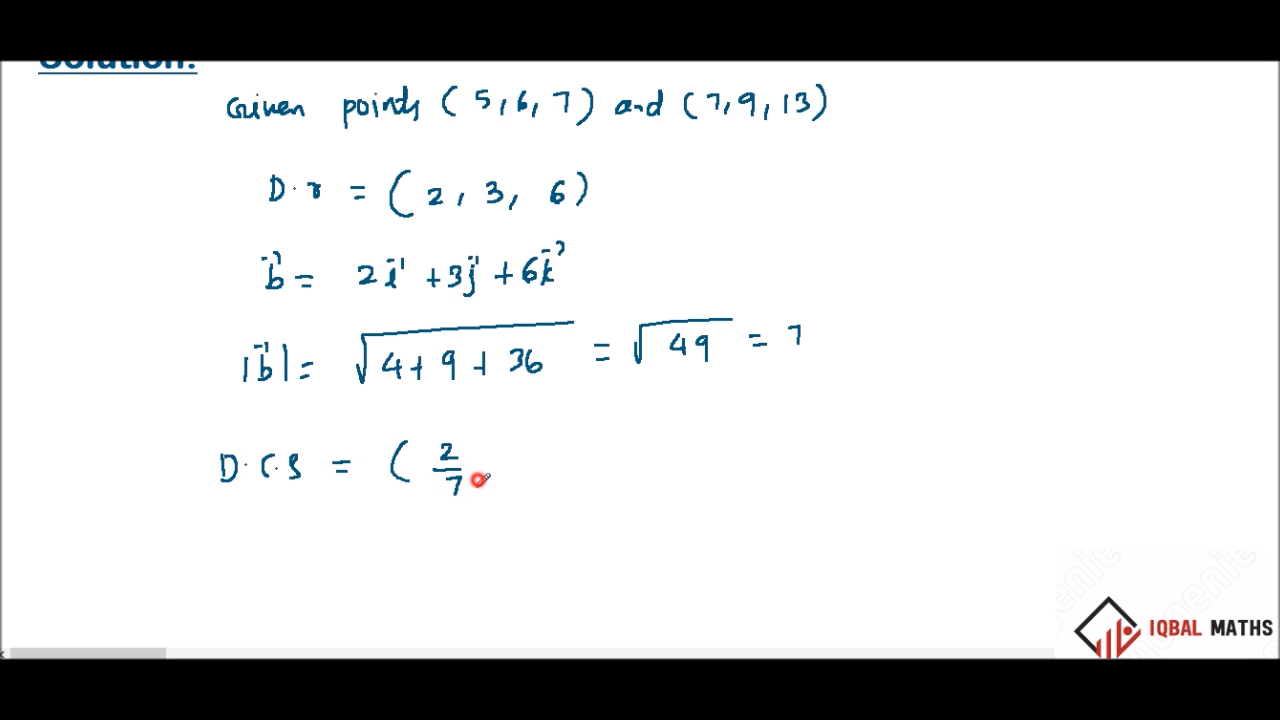 Solution:
Given points (5, 6, 7) and (7, 9, 13)
D.r = (2, 3, 6)
b⃗ = 2i⃗ + 3j⃗ + 6k⃗
|b⃗| = √(4 + 9 + 36) = √49 = 7
D.C.S = ( 2/7
IQBAL MATHS